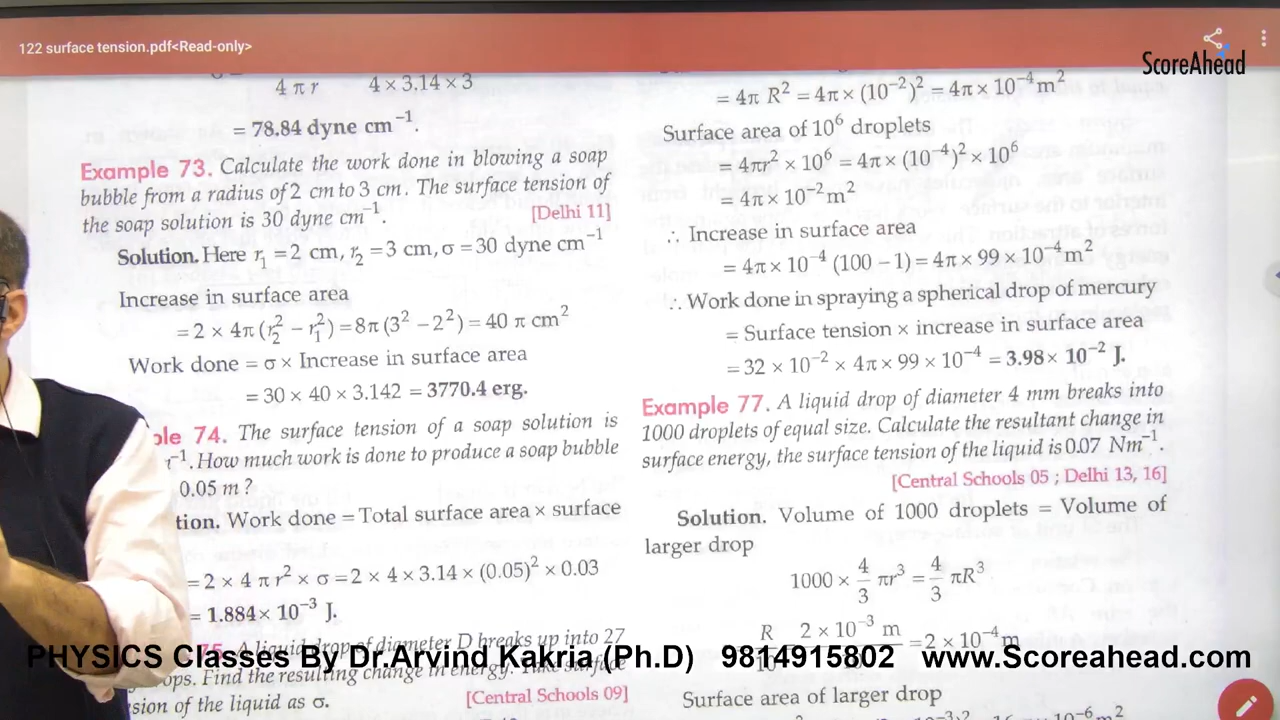 122 surface tension.pdf<Read-only>
ScoreAhead
4 π r 4 × 3.14 × 3
= 78.84 dyne cm⁻¹.
Example 73. Calculate the work done in blowing a soap
bubble from a radius of 2 cm to 3 cm. The surface tension of
the soap solution is 30 dyne cm⁻¹. [Delhi 11]
Solution. Here r₁ = 2 cm, r₂ = 3 cm, σ = 30 dyne cm⁻¹
Increase in surface area
= 2 × 4π (r₂² − r₁²) = 8π (3² − 2²) = 40 π cm²
Work done = σ × Increase in surface area
= 30 × 40 × 3.142 = 3770.4 erg.
ple 74. The surface tension of a soap solution is
⁻¹. How much work is done to produce a soap bubble
0.05 m ?
tion. Work done = Total surface area × surface
= 2 × 4 π r² × σ = 2 × 4 × 3.14 × (0.05)² × 0.03
= 1.884 × 10⁻³ J.
75. A liquid drop of diameter D breaks up into 27
ops. Find the resulting change in energy. Take surface
sion of the liquid as σ. [Central Schools 09]
= 4π R² = 4π × (10⁻²)² = 4π × 10⁻⁴ m²
Surface area of 10⁶ droplets
= 4πr² × 10⁶ = 4π × (10⁻⁴)² × 10⁶
= 4π × 10⁻² m²
∴ Increase in surface area
= 4π × 10⁻⁴ (100 − 1) = 4π × 99 × 10⁻⁴ m²
∴ Work done in spraying a spherical drop of mercury
= Surface tension × increase in surface area
= 32 × 10⁻² × 4π × 99 × 10⁻⁴ = 3.98 × 10⁻² J.
Example 77. A liquid drop of diameter 4 mm breaks into
1000 droplets of equal size. Calculate the resultant change in
surface energy, the surface tension of the liquid is 0.07 Nm⁻¹.
[Central Schools 05 ; Delhi 13, 16]
Solution. Volume of 1000 droplets = Volume of
larger drop
1000 × 4/3 πr³ = 4/3 πR³
R 2 × 10⁻³ m = 2 × 10⁻⁴ m
Surface area of larger drop
PHYSICS Classes By Dr.Arvind Kakria (Ph.D) 9814915802 www.Scoreahead.com